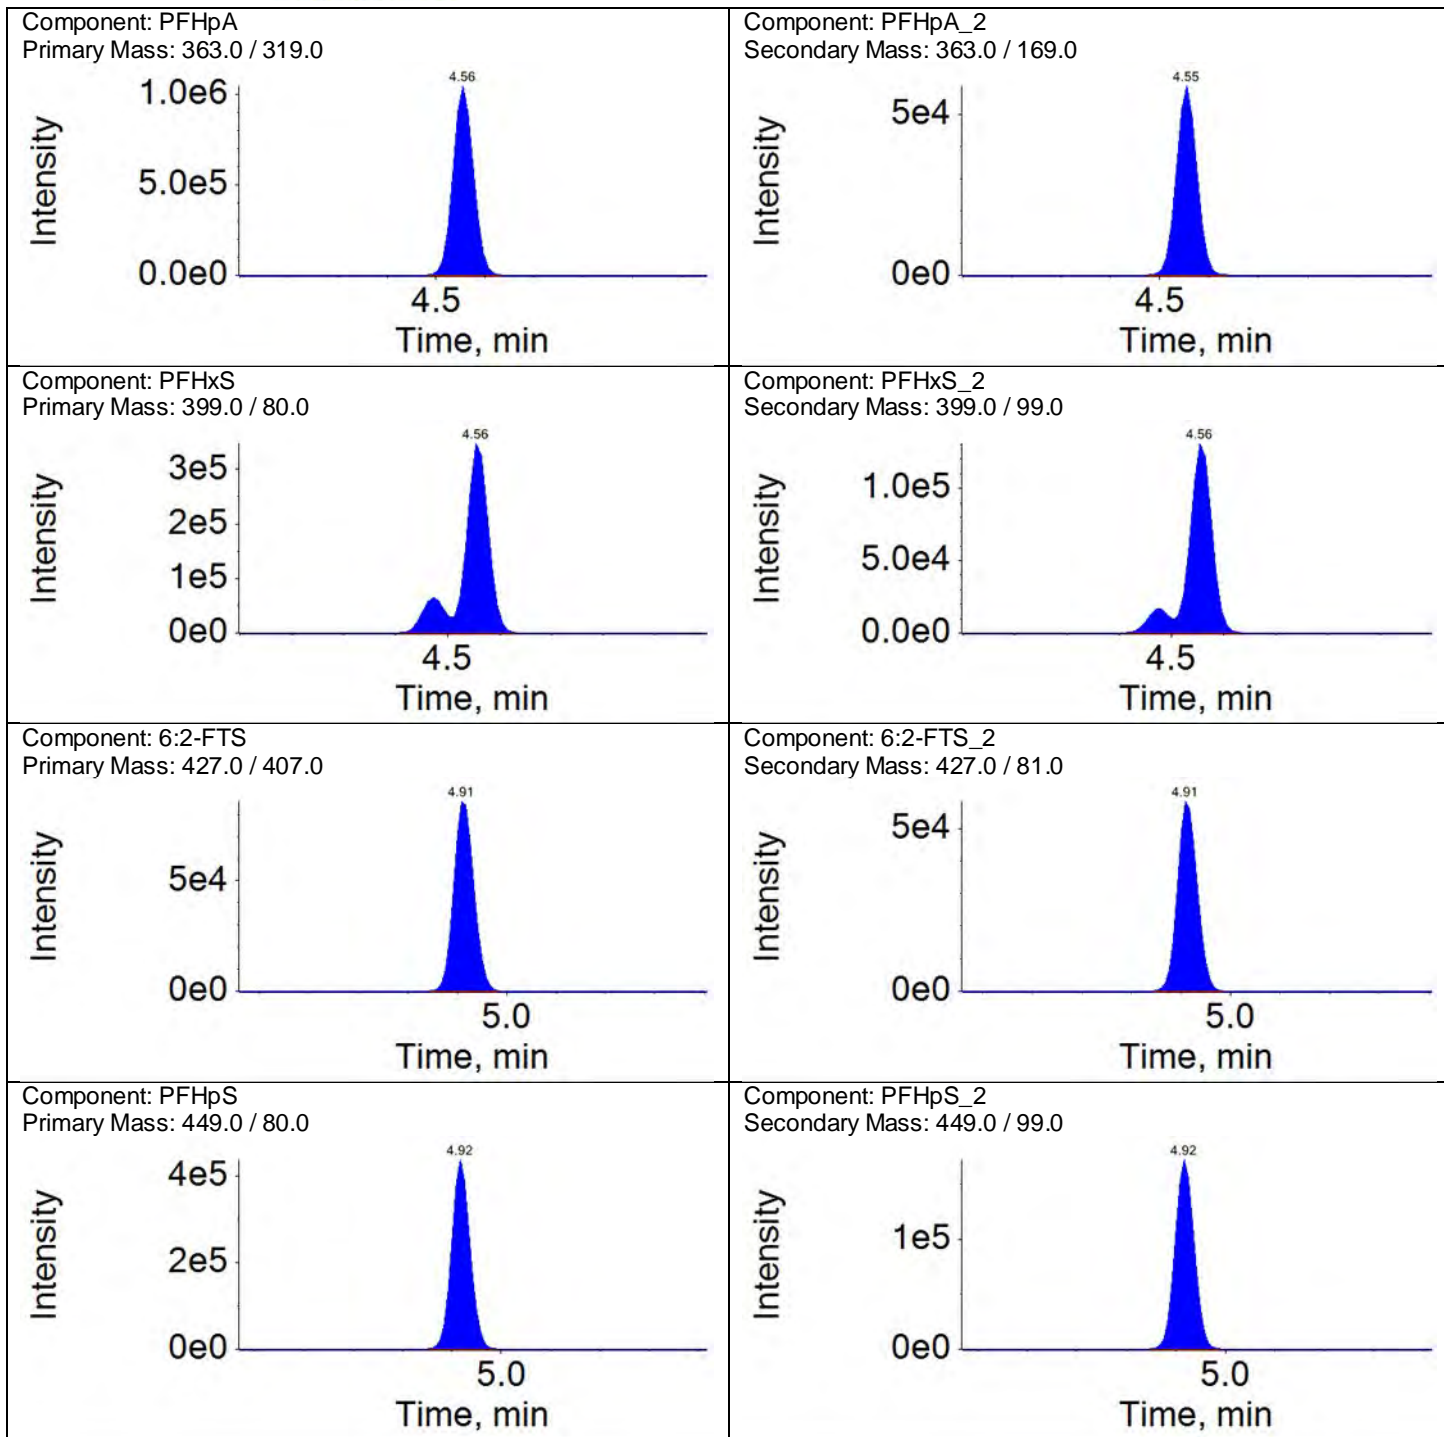 Component: PFHpA
Primary Mass: 363.0 / 319.0
4.56
1.0e6
5.0e5
0.0e0
Intensity
4.5
Time, min
Component: PFHpA_2
Secondary Mass: 363.0 / 169.0
4.55
5e4
0e0
Intensity
4.5
Time, min
Component: PFHxS
Primary Mass: 399.0 / 80.0
4.56
3e5
2e5
1e5
0e0
Intensity
4.5
Time, min
Component: PFHxS_2
Secondary Mass: 399.0 / 99.0
4.56
1.0e5
5.0e4
0.0e0
Intensity
4.5
Time, min
Component: 6:2-FTS
Primary Mass: 427.0 / 407.0
4.91
5e4
0e0
Intensity
5.0
Time, min
Component: 6:2-FTS_2
Secondary Mass: 427.0 / 81.0
4.91
5e4
0e0
Intensity
5.0
Time, min
Component: PFHpS
Primary Mass: 449.0 / 80.0
4.92
4e5
2e5
0e0
Intensity
5.0
Time, min
Component: PFHpS_2
Secondary Mass: 449.0 / 99.0
4.92
1e5
0e0
Intensity
5.0
Time, min